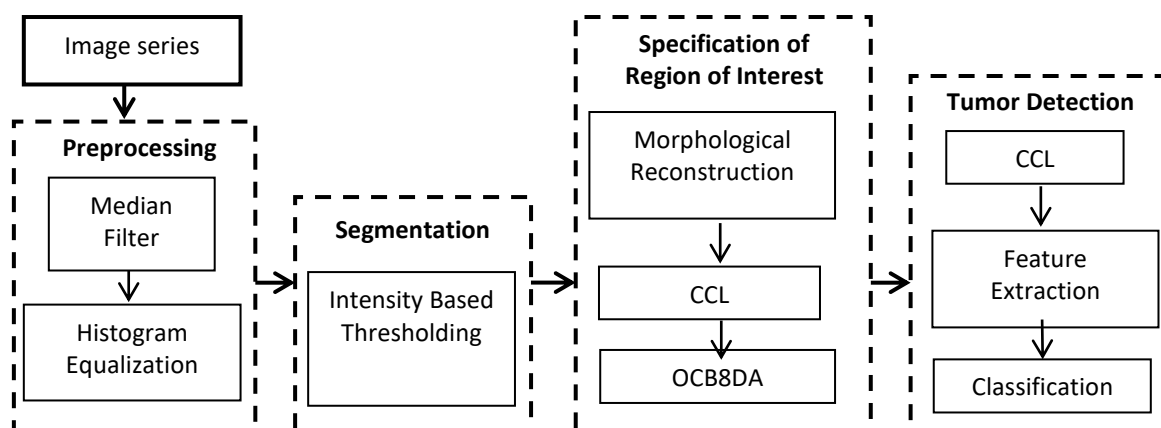 Image series
Preprocessing
Median
Filter
Histogram
Equalization
Segmentation
Intensity Based
Thresholding
Specification of
Region of Interest
Morphological
Reconstruction
CCL
OCB8DA
Tumor Detection
CCL
Feature
Extraction
Classification